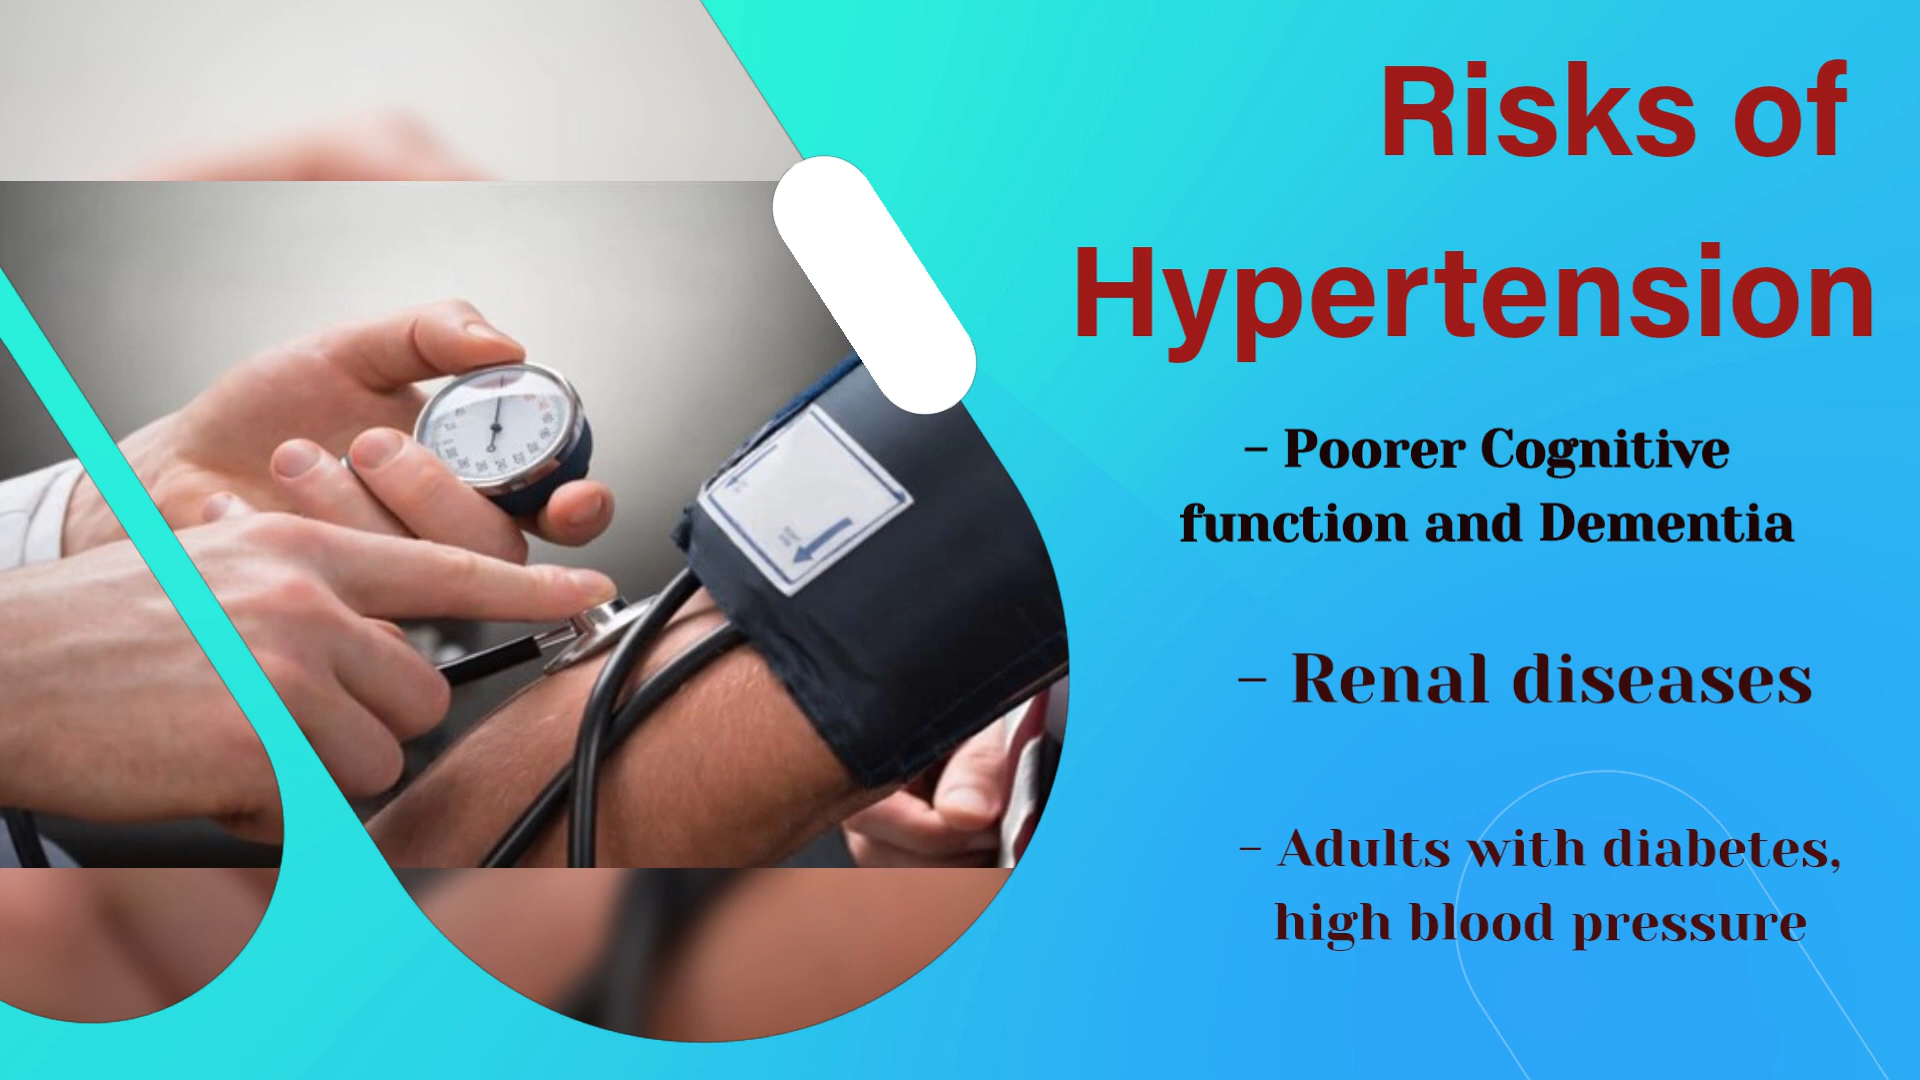 Risks of
Hypertension
- Poorer Cognitive
function and Dementia
- Renal diseases
- Adults with diabetes,
high blood pressure